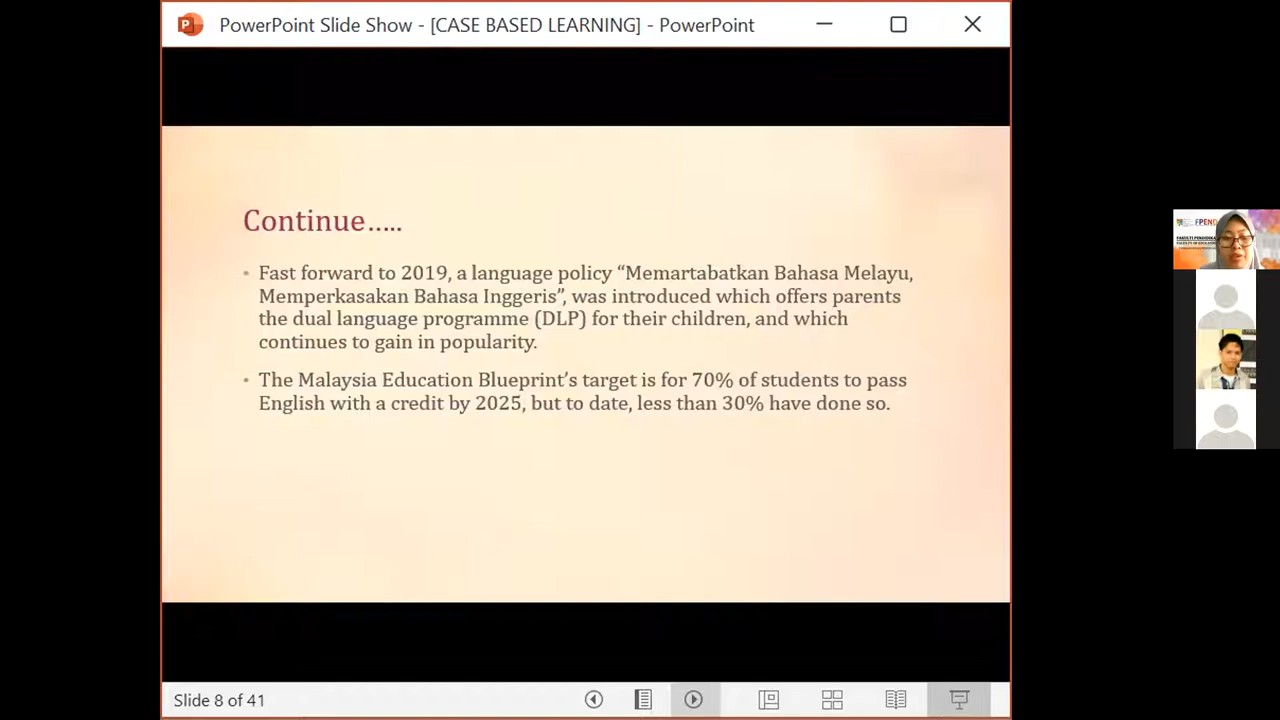 PowerPoint Slide Show - [CASE BASED LEARNING] - PowerPoint
Continue…..
• Fast forward to 2019, a language policy “Memartabatkan Bahasa Melayu,
Memperkasakan Bahasa Inggeris”, was introduced which offers parents
the dual language programme (DLP) for their children, and which
continues to gain in popularity.
• The Malaysia Education Blueprint’s target is for 70% of students to pass
English with a credit by 2025, but to date, less than 30% have done so.
Slide 8 of 41